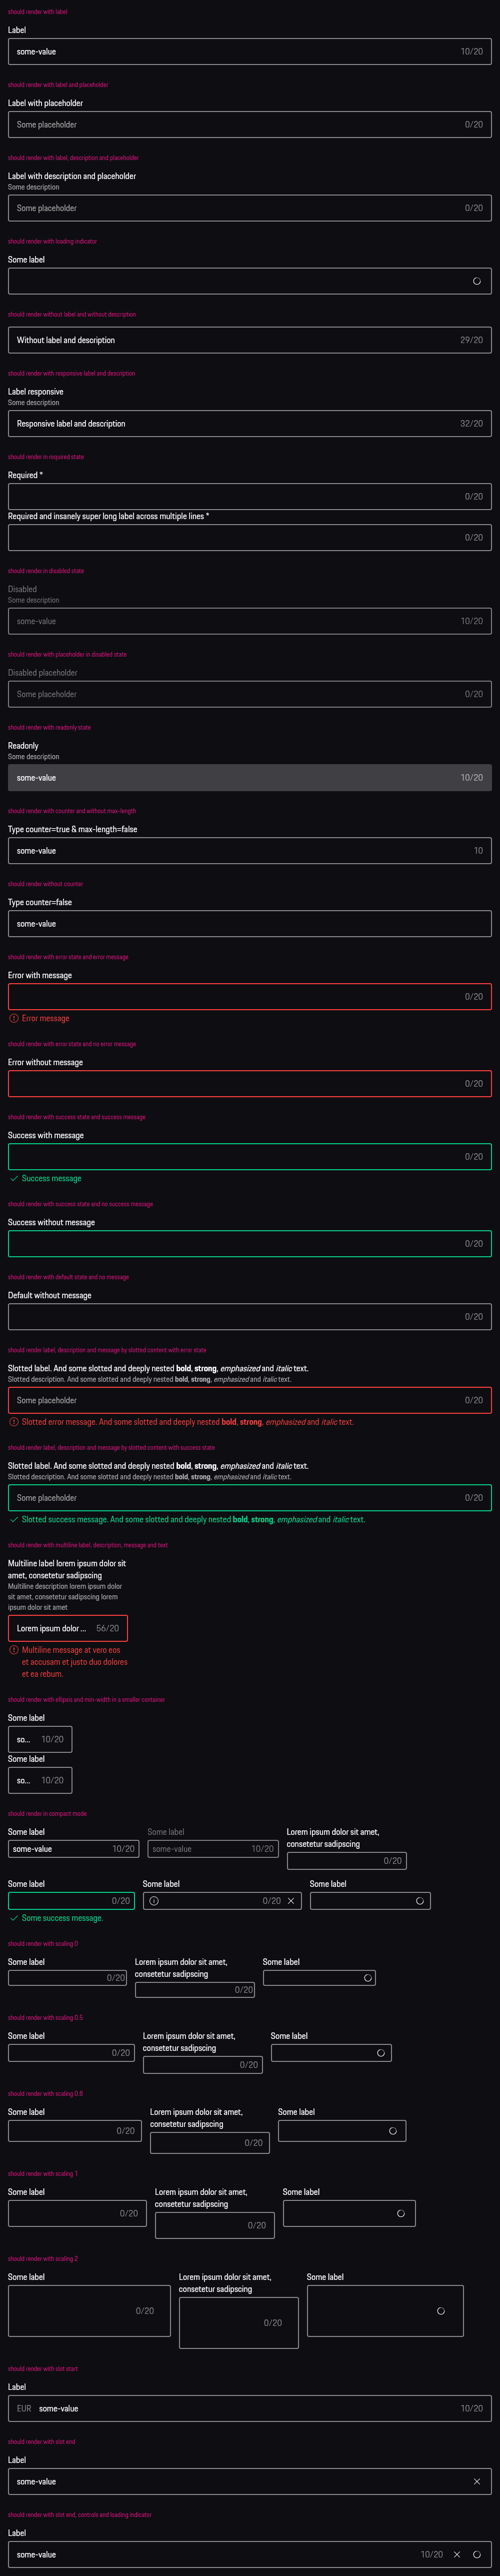 should render with label
Label
some-value 10/20
should render with label and placeholder
Label with placeholder
Some placeholder 0/20
should render with label, description and placeholder
Label with description and placeholder
Some description
Some placeholder 0/20
should render with loading indicator
Some label
should render without label and without description
Without label and description 29/20
should render with responsive label and description
Label responsive
Some description
Responsive label and description 32/20
should render in required state
Required *
0/20
Required and insanely super long label across multiple lines *
0/20
should render in disabled state
Disabled
Some description
some-value 10/20
should render with placeholder in disabled state
Disabled placeholder
Some placeholder 0/20
should render with readonly state
Readonly
Some description
some-value 10/20
should render with counter and without max-length
Type counter=true & max-length=false
some-value 10
should render without counter
Type counter=false
some-value
should render with error state and error message
Error with message
0/20
Error message
should render with error state and no error message
Error without message
0/20
should render with success state and success message
Success with message
0/20
Success message
should render with success state and no success message
Success without message
0/20
should render with default state and no message
Default without message
0/20
should render label, description and message by slotted content with error state
Slotted label. And some slotted and deeply nested bold, strong, emphasized and italic text.
Slotted description. And some slotted and deeply nested bold, strong, emphasized and italic text.
Some placeholder 0/20
Slotted error message. And some slotted and deeply nested bold, strong, emphasized and italic text.
should render label, description and message by slotted content with success state
Slotted label. And some slotted and deeply nested bold, strong, emphasized and italic text.
Slotted description. And some slotted and deeply nested bold, strong, emphasized and italic text.
Some placeholder 0/20
Slotted success message. And some slotted and deeply nested bold, strong, emphasized and italic text.
should render with multiline label, description, message and text
Multiline label lorem ipsum dolor sit
amet, consetetur sadipscing
Multiline description lorem ipsum dolor
sit amet, consetetur sadipscing lorem
ipsum dolor sit amet
Lorem ipsum dolor ... 56/20
Multiline message at vero eos
et accusam et justo duo dolores
et ea rebum.
should render with ellipsis and min-width in a smaller container
Some label
so... 10/20
Some label
so... 10/20
should render in compact mode
Some label
some-value 10/20
Some label
some-value 10/20
Lorem ipsum dolor sit amet,
consetetur sadipscing
0/20
Some label
0/20
Some success message.
Some label
0/20
Some label
should render with scaling 0
Some label
0/20
Lorem ipsum dolor sit amet,
consetetur sadipscing
0/20
Some label
should render with scaling 0.5
Some label
0/20
Lorem ipsum dolor sit amet,
consetetur sadipscing
0/20
Some label
should render with scaling 0.8
Some label
0/20
Lorem ipsum dolor sit amet,
consetetur sadipscing
0/20
Some label
should render with scaling 1
Some label
0/20
Lorem ipsum dolor sit amet,
consetetur sadipscing
0/20
Some label
should render with scaling 2
Some label
0/20
Lorem ipsum dolor sit amet,
consetetur sadipscing
0/20
Some label
should render with slot start
Label
EUR some-value 10/20
should render with slot end
Label
some-value
should render with slot end, controls and loading indicator
Label
some-value 10/20